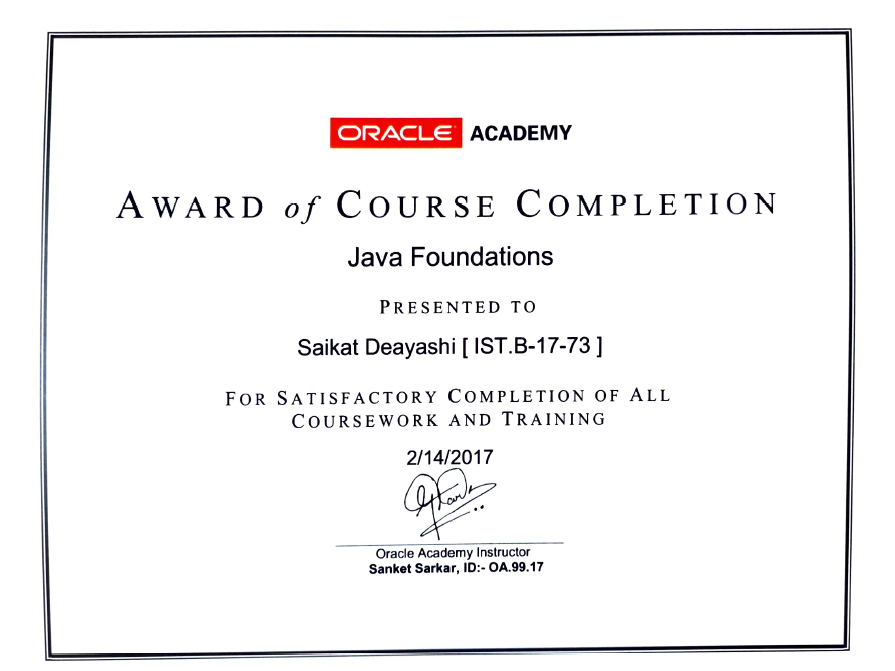 ORACLE ACADEMY
AWARD of COURSE COMPLETION
Java Foundations
PRESENTED TO
Saikat Deayashi [ IST.B-17-73 ]
FOR SATISFACTORY COMPLETION OF ALL
COURSEWORK AND TRAINING
2/14/2017
Oracle Academy Instructor
Sanket Sarkar, ID:- OA.99.17